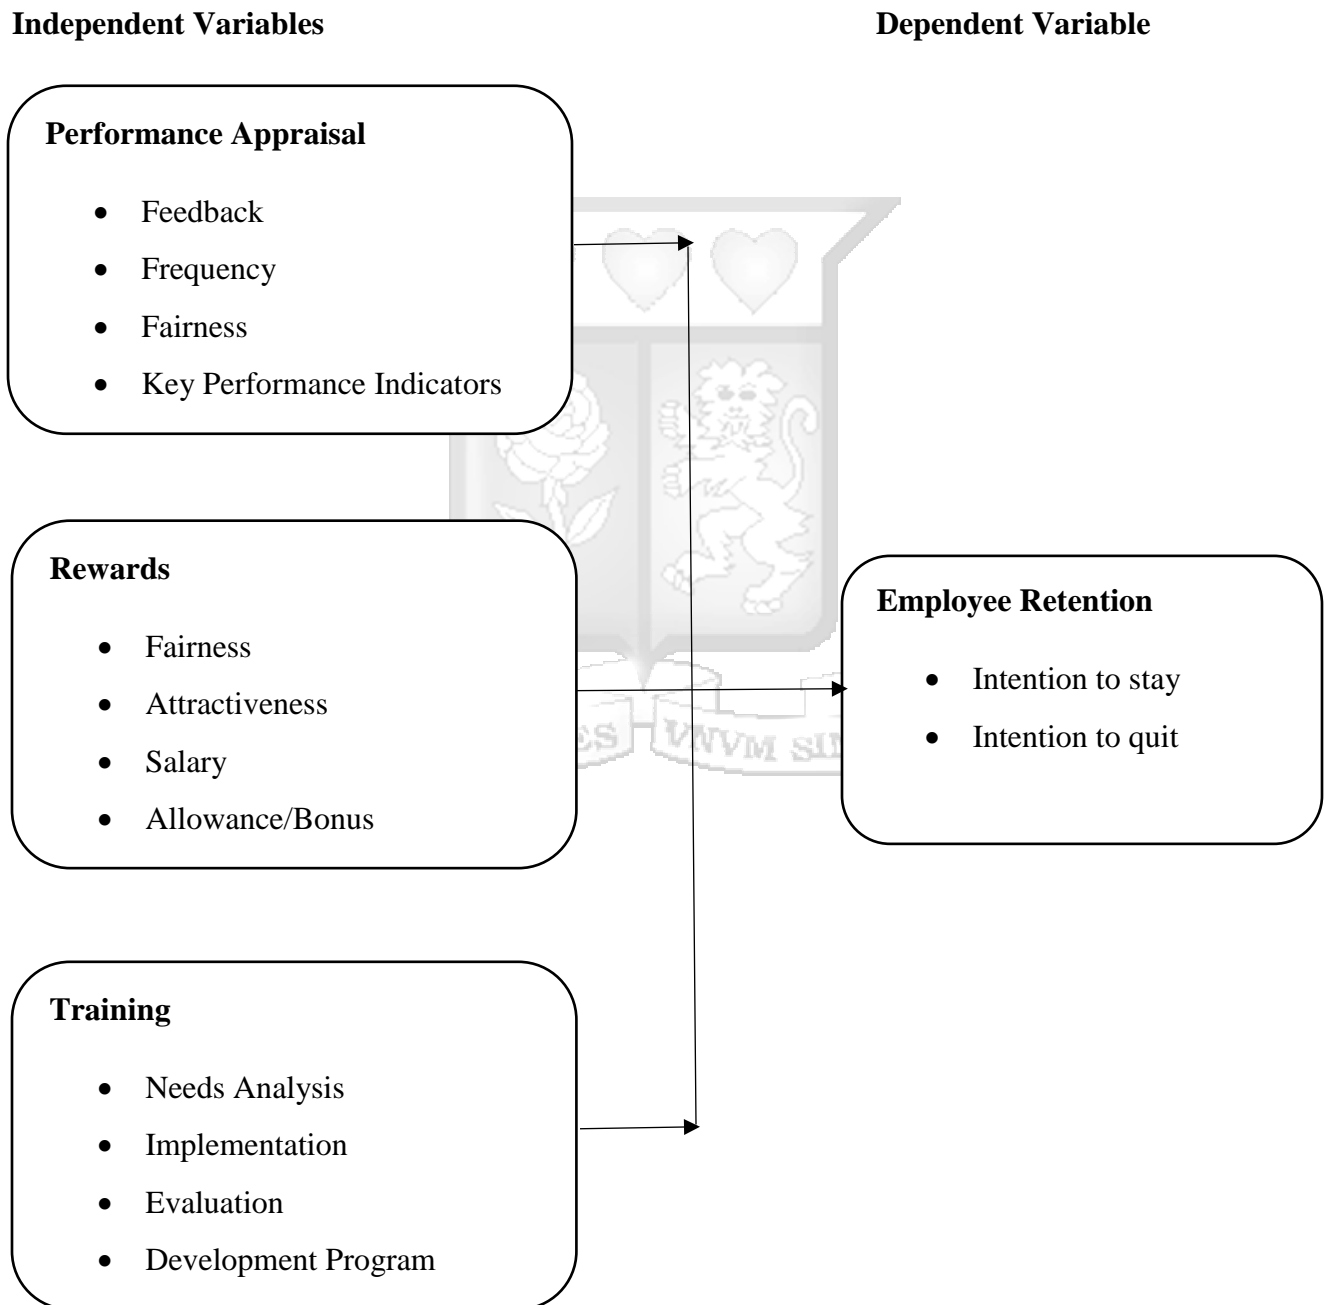 Independent Variables
Dependent Variable
Performance Appraisal
• Feedback
• Frequency
• Fairness
• Key Performance Indicators
Rewards
• Fairness
• Attractiveness
• Salary
• Allowance/Bonus
Employee Retention
• Intention to stay
• Intention to quit
VNVM
Training
• Needs Analysis
• Implementation
• Evaluation
• Development Program